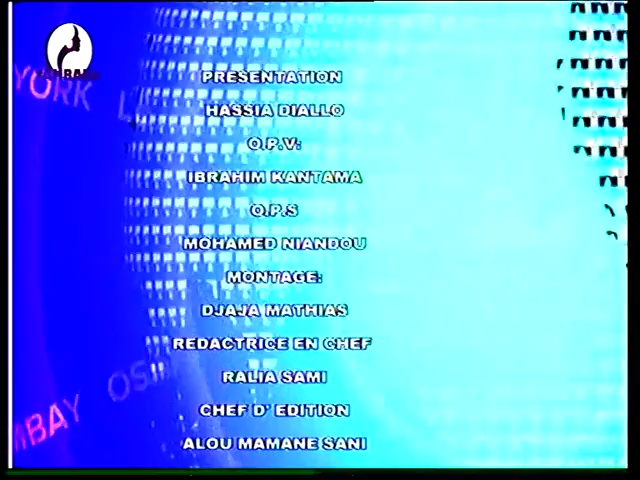 YORK
PRESENTATION
HASSIA DIALLO
O.P.V:
IBRAHIM KANTAMA
O.P.S
MOHAMED NIANDOU
MONTAGE:
DJAJA MATHIAS
REDACTRICE EN CHEF
RALIA SAMI
CHEF D' EDITION
ALOU MAMANE SANI